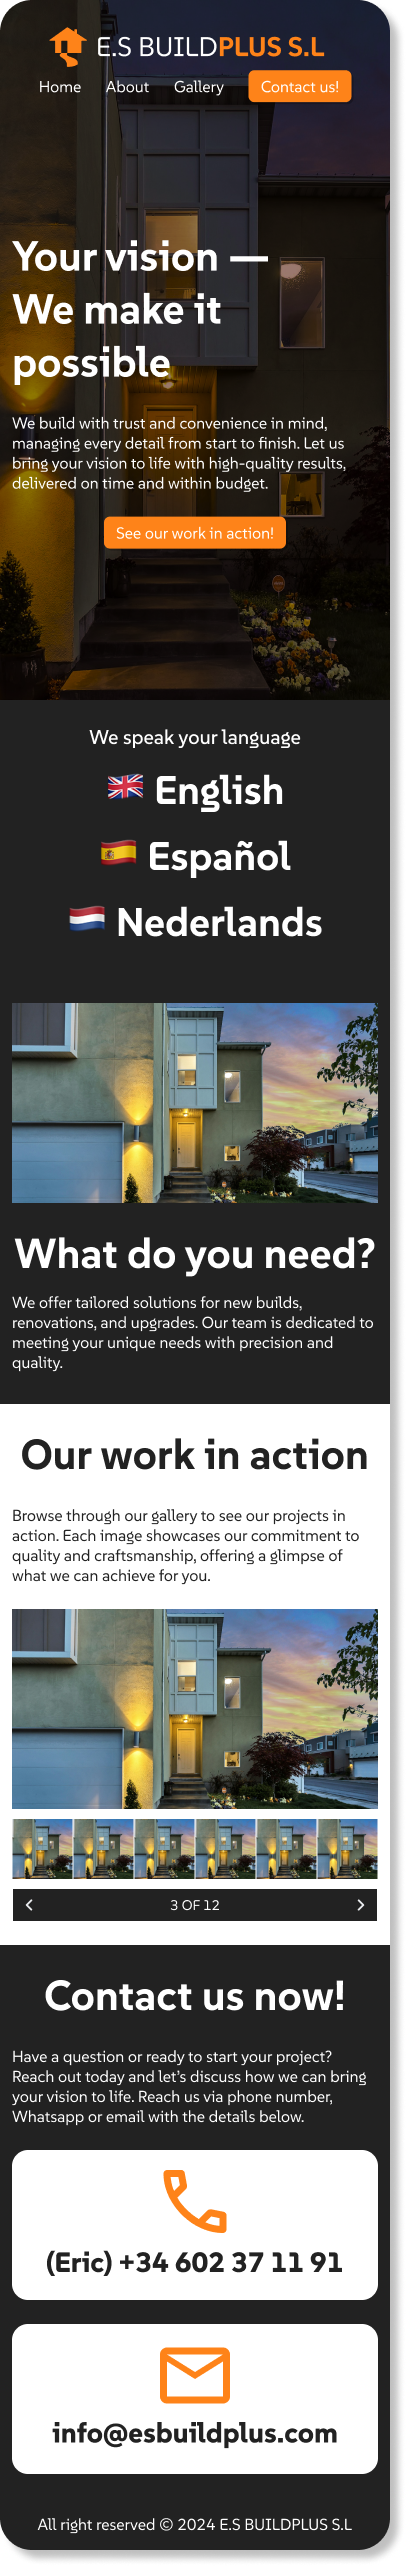 E.S BUILDPLUS S.L
Home About Gallery Contact us!
Your vision —
We make it
possible
We build with trust and convenience in mind,
managing every detail from start to finish. Let us
bring your vision to life with high-quality results,
delivered on time and within budget.
See our work in action!
We speak your language
English
Español
Nederlands
What do you need?
We offer tailored solutions for new builds,
renovations, and upgrades. Our team is dedicated to
meeting your unique needs with precision and
quality.
Our work in action
Browse through our gallery to see our projects in
action. Each image showcases our commitment to
quality and craftsmanship, offering a glimpse of
what we can achieve for you.
3 OF 12
Contact us now!
Have a question or ready to start your project?
Reach out today and let's discuss how we can bring
your vision to life. Reach us via phone number,
Whatsapp or email with the details below.
(Eric) +34 602 37 11 91
info@esbuildplus.com
All right reserved © 2024 E.S BUILDPLUS S.L